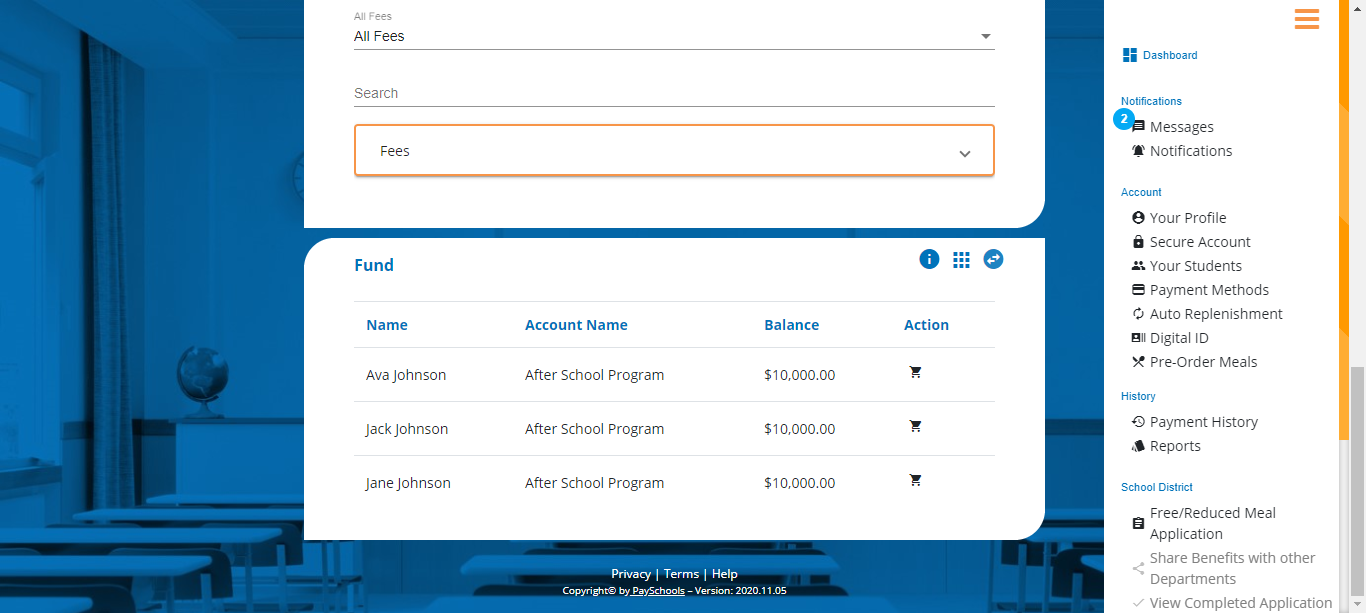 All Fees
All Fees
Search
Fees
Fund
Name Account Name Balance Action
Ava Johnson After School Program $10,000.00
Jack Johnson After School Program $10,000.00
Jane Johnson After School Program $10,000.00
Privacy | Terms | Help
Copyright© by PaySchools – Version: 2020.11.05
Dashboard
Notifications
2
Messages
Notifications
Account
Your Profile
Secure Account
Your Students
Payment Methods
Auto Replenishment
Digital ID
Pre-Order Meals
History
Payment History
Reports
School District
Free/Reduced Meal
Application
Share Benefits with other
Departments
View Completed Application